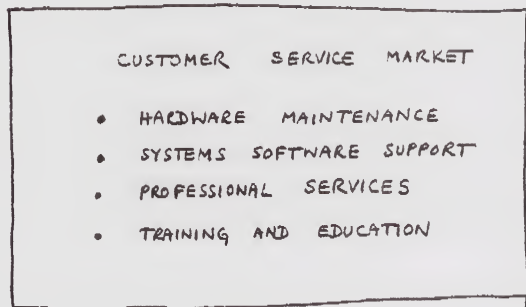 CUSTOMER SERVICE MARKET
• HARDWARE MAINTENANCE
• SYSTEMS SOFTWARE SUPPORT
• PROFESSIONAL SERVICES
• TRAINING AND EDUCATION